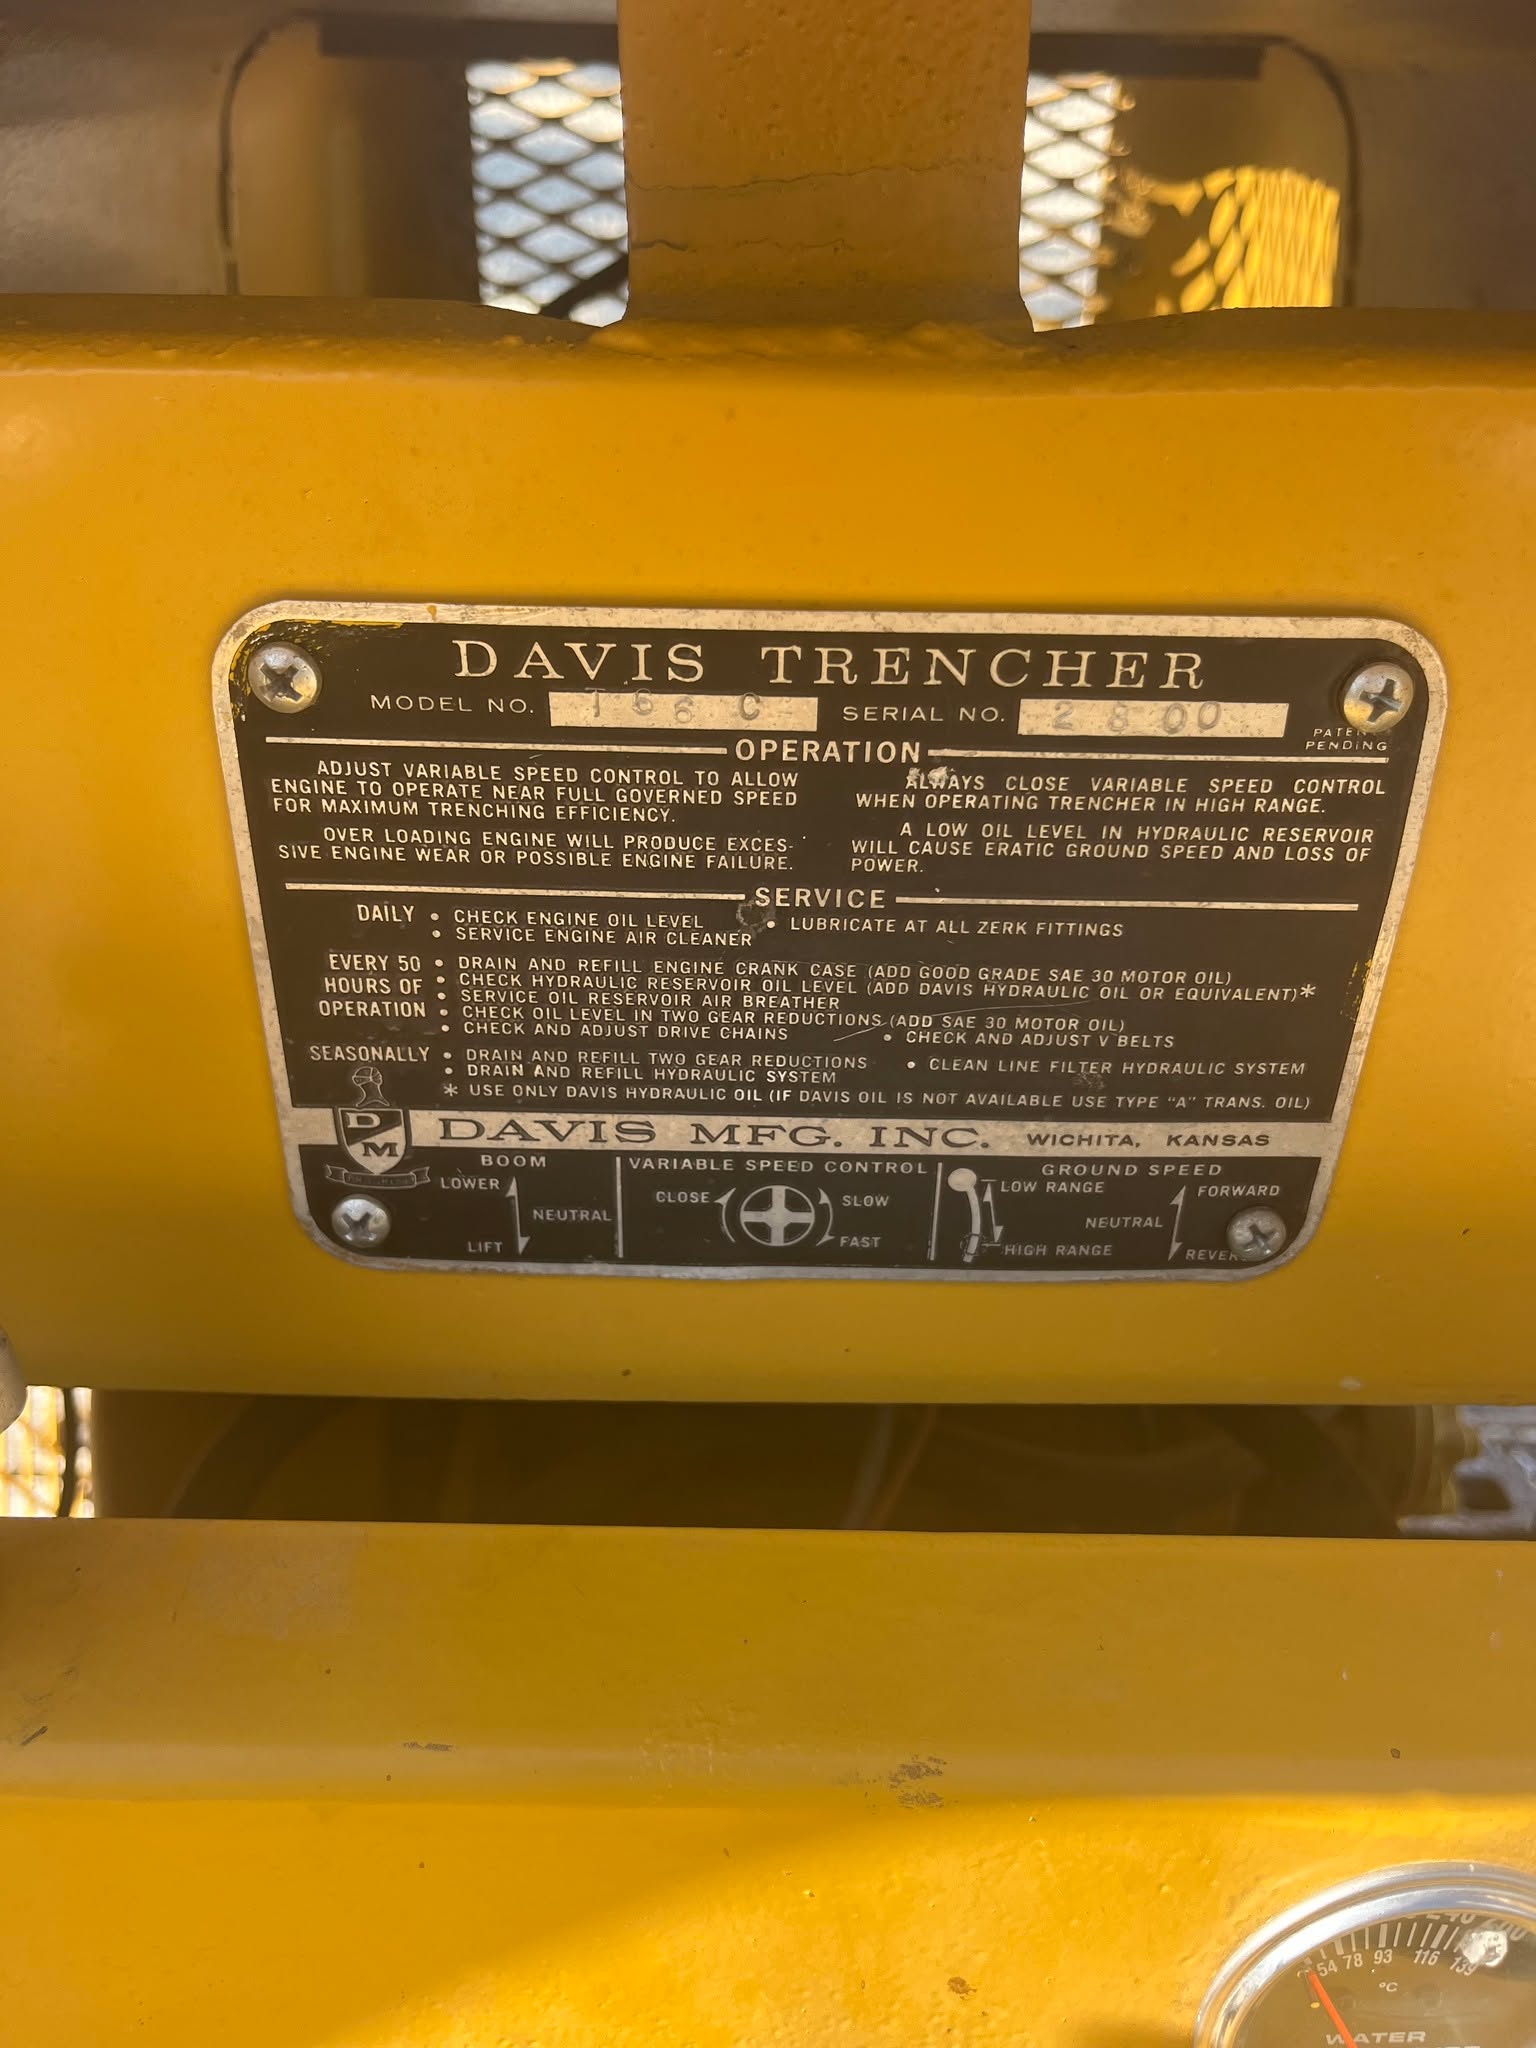 DAVIS TRENCHER
MODEL NO. T66 C SERIAL NO. 2800
PATENT
PENDING
OPERATION
ADJUST VARIABLE SPEED CONTROL TO ALLOW
ENGINE TO OPERATE NEAR FULL GOVERNED SPEED
FOR MAXIMUM TRENCHING EFFICIENCY.
OVER LOADING ENGINE WILL PRODUCE EXCES-
SIVE ENGINE WEAR OR POSSIBLE ENGINE FAILURE.
ALWAYS CLOSE VARIABLE SPEED CONTROL
WHEN OPERATING TRENCHER IN HIGH RANGE.
A LOW OIL LEVEL IN HYDRAULIC RESERVOIR
WILL CAUSE ERATIC GROUND SPEED AND LOSS OF
POWER.
SERVICE
DAILY • CHECK ENGINE OIL LEVEL • LUBRICATE AT ALL ZERK FITTINGS
• SERVICE ENGINE AIR CLEANER
EVERY 50 • DRAIN AND REFILL ENGINE CRANK CASE (ADD GOOD GRADE SAE 30 MOTOR OIL)
HOURS OF • CHECK HYDRAULIC RESERVOIR OIL LEVEL (ADD DAVIS HYDRAULIC OIL OR EQUIVALENT)*
• SERVICE OIL RESERVOIR AIR BREATHER
OPERATION • CHECK OIL LEVEL IN TWO GEAR REDUCTIONS (ADD SAE 30 MOTOR OIL)
• CHECK AND ADJUST DRIVE CHAINS • CHECK AND ADJUST V BELTS
SEASONALLY • DRAIN AND REFILL TWO GEAR REDUCTIONS • CLEAN LINE FILTER HYDRAULIC SYSTEM
• DRAIN AND REFILL HYDRAULIC SYSTEM
* USE ONLY DAVIS HYDRAULIC OIL (IF DAVIS OIL IS NOT AVAILABLE USE TYPE "A" TRANS. OIL)
D
M
DAVIS MFG. INC. WICHITA, KANSAS
BOOM
LOWER
NEUTRAL
LIFT
VARIABLE SPEED CONTROL
CLOSE SLOW
FAST
GROUND SPEED
LOW RANGE FORWARD
NEUTRAL
HIGH RANGE REVER
240
54 78 93 116 139
°C
WATER